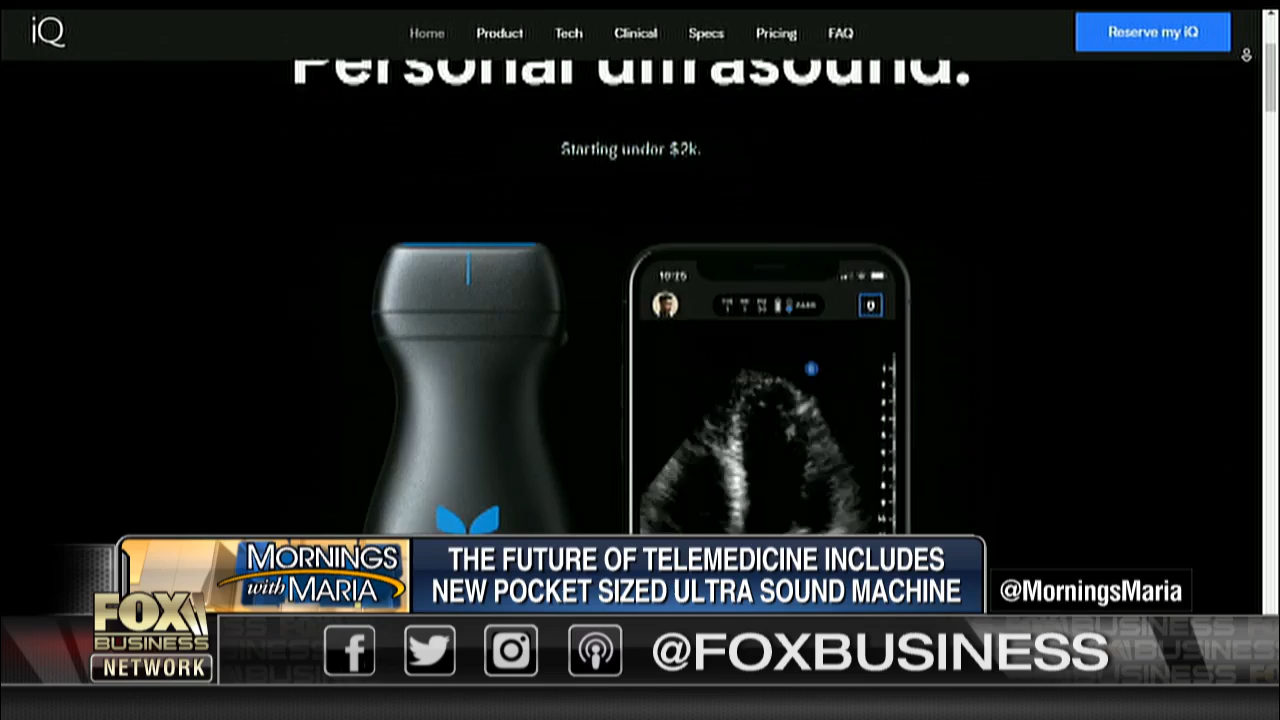 iQ
Home Product Tech Clinical Specs Pricing FAQ
Reserve my iQ
Personal ultrasound.
Starting under $2k.
MORNINGS
with MARIA
THE FUTURE OF TELEMEDICINE INCLUDES
NEW POCKET SIZED ULTRA SOUND MACHINE
@MorningsMaria
FOX
BUSINESS
NETWORK
@FOXBUSINESS